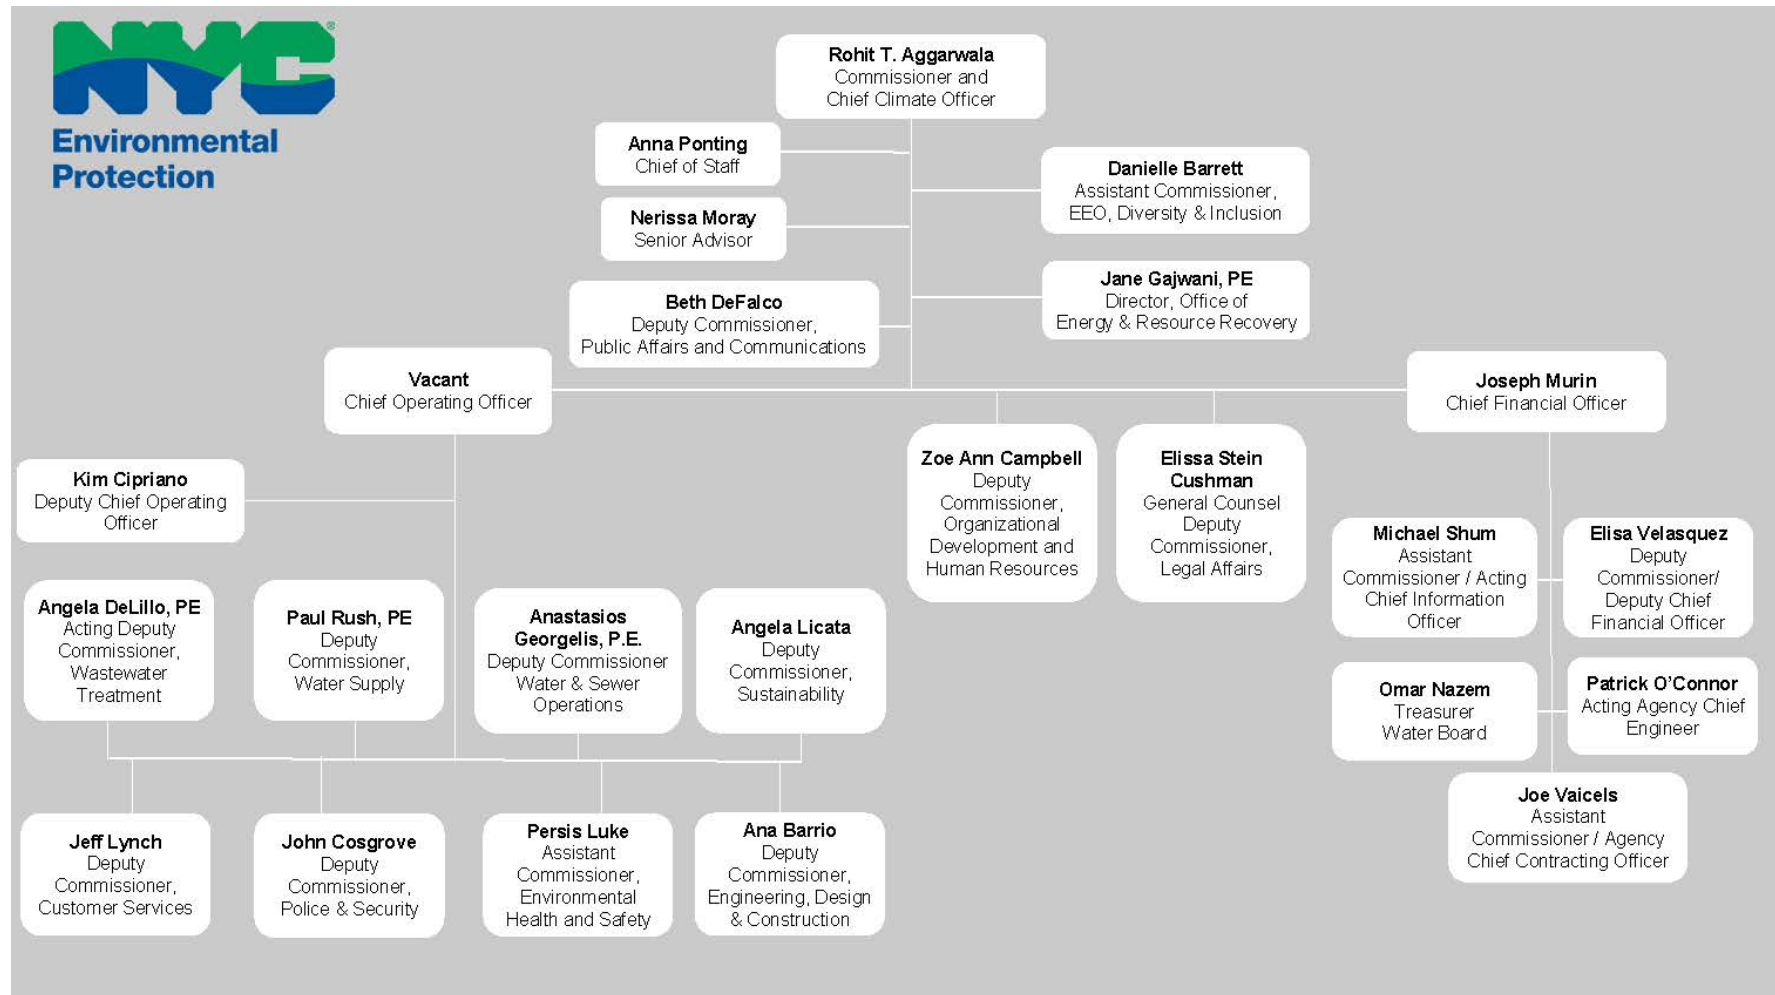 NYC®
Environmental
Protection
Rohit T. Aggarwala
Commissioner and
Chief Climate Officer
Anna Ponting
Chief of Staff
Danielle Barrett
Assistant Commissioner,
EEO, Diversity & Inclusion
Nerissa Moray
Senior Advisor
Jane Gajwani, PE
Director, Office of
Energy & Resource Recovery
Beth DeFalco
Deputy Commissioner,
Public Affairs and Communications
Vacant
Chief Operating Officer
Joseph Murin
Chief Financial Officer
Kim Cipriano
Deputy Chief Operating
Officer
Zoe Ann Campbell
Deputy
Commissioner,
Organizational
Development and
Human Resources
Elissa Stein
Cushman
General Counsel
Deputy
Commissioner,
Legal Affairs
Michael Shum
Assistant
Commissioner / Acting
Chief Information
Officer
Elisa Velasquez
Deputy
Commissioner/
Deputy Chief
Financial Officer
Angela DeLillo, PE
Acting Deputy
Commissioner,
Wastewater
Treatment
Paul Rush, PE
Deputy
Commissioner,
Water Supply
Anastasios
Georgelis, P.E.
Deputy Commissioner
Water & Sewer
Operations
Angela Licata
Deputy
Commissioner,
Sustainability
Omar Nazem
Treasurer
Water Board
Patrick O'Connor
Acting Agency Chief
Engineer
Joe Vaicels
Assistant
Commissioner / Agency
Chief Contracting Officer
Jeff Lynch
Deputy
Commissioner,
Customer Services
John Cosgrove
Deputy
Commissioner,
Police & Security
Persis Luke
Assistant
Commissioner,
Environmental
Health and Safety
Ana Barrio
Deputy
Commissioner,
Engineering, Design
& Construction